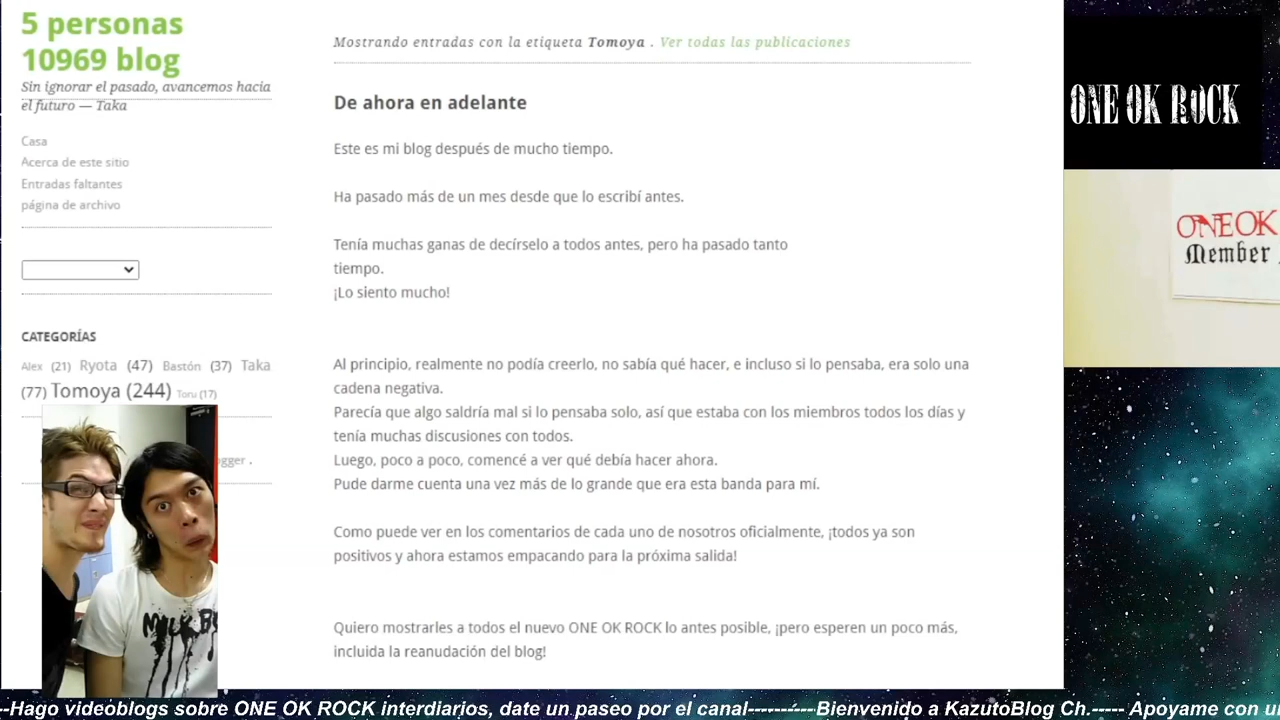 5 personas
10969 blog
Sin ignorar el pasado, avancemos hacia
el futuro — Taka
Casa
Acerca de este sitio
Entradas faltantes
página de archivo
CATEGORÍAS
Alex (21) Ryota (47) Bastón (37) Taka
(77) Tomoya (244) Toru (17)
ogger .
Mostrando entradas con la etiqueta Tomoya . Ver todas las publicaciones
De ahora en adelante
Este es mi blog después de mucho tiempo.
Ha pasado más de un mes desde que lo escribí antes.
Tenía muchas ganas de decírselo a todos antes, pero ha pasado tanto
tiempo.
¡Lo siento mucho!
Al principio, realmente no podía creerlo, no sabía qué hacer, e incluso si lo pensaba, era solo una
cadena negativa.
Parecía que algo saldría mal si lo pensaba solo, así que estaba con los miembros todos los días y
tenía muchas discusiones con todos.
Luego, poco a poco, comencé a ver qué debía hacer ahora.
Pude darme cuenta una vez más de lo grande que era esta banda para mí.
Como puede ver en los comentarios de cada uno de nosotros oficialmente, ¡todos ya son
positivos y ahora estamos empacando para la próxima salida!
Quiero mostrarles a todos el nuevo ONE OK ROCK lo antes posible, ¡pero esperen un poco más,
incluida la reanudación del blog!
ONE OK ROCK
ONE OK
Member
--Hago videoblogs sobre ONE OK ROCK interdiarios, date un paseo por el canal----------Bienvenido a KazutoBlog Ch.----- Apoyame con u